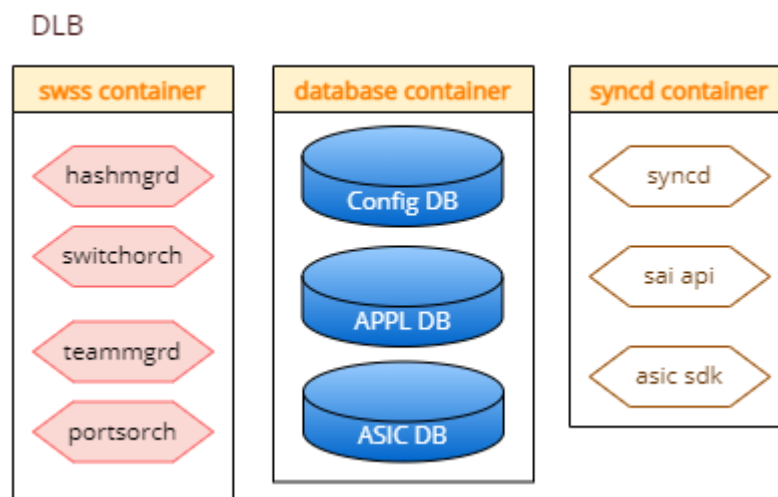 DLB
swss container
hashmgrd
switchorch
teammgrd
portsorch
database container
Config DB
APPL DB
ASIC DB
syncd container
syncd
sai api
asic sdk